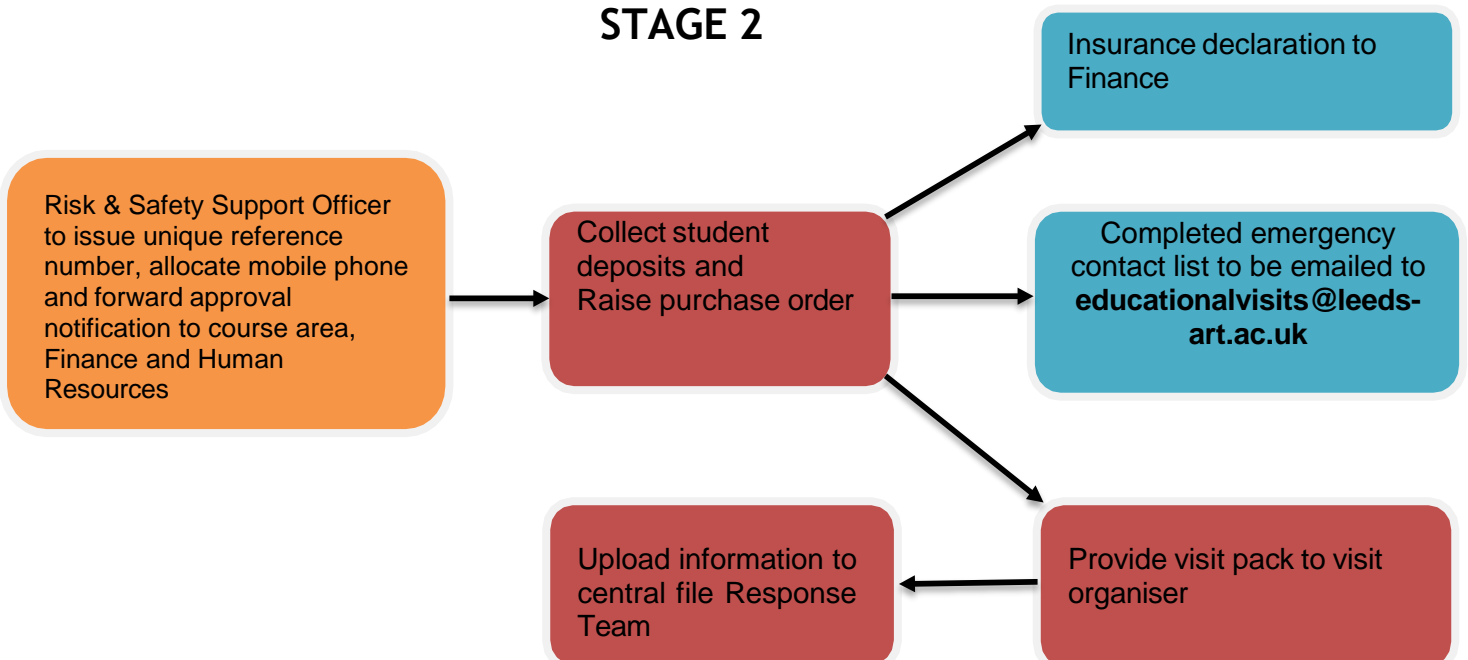 STAGE 2
Insurance declaration to
Finance
Risk & Safety Support Officer
to issue unique reference
number, allocate mobile phone
and forward approval
notification to course area,
Finance and Human
Resources
Collect student
deposits and
Raise purchase order
Completed emergency
contact list to be emailed to
educationalvisits@leeds-
art.ac.uk
Upload information to
central file Response
Team
Provide visit pack to visit
organiser